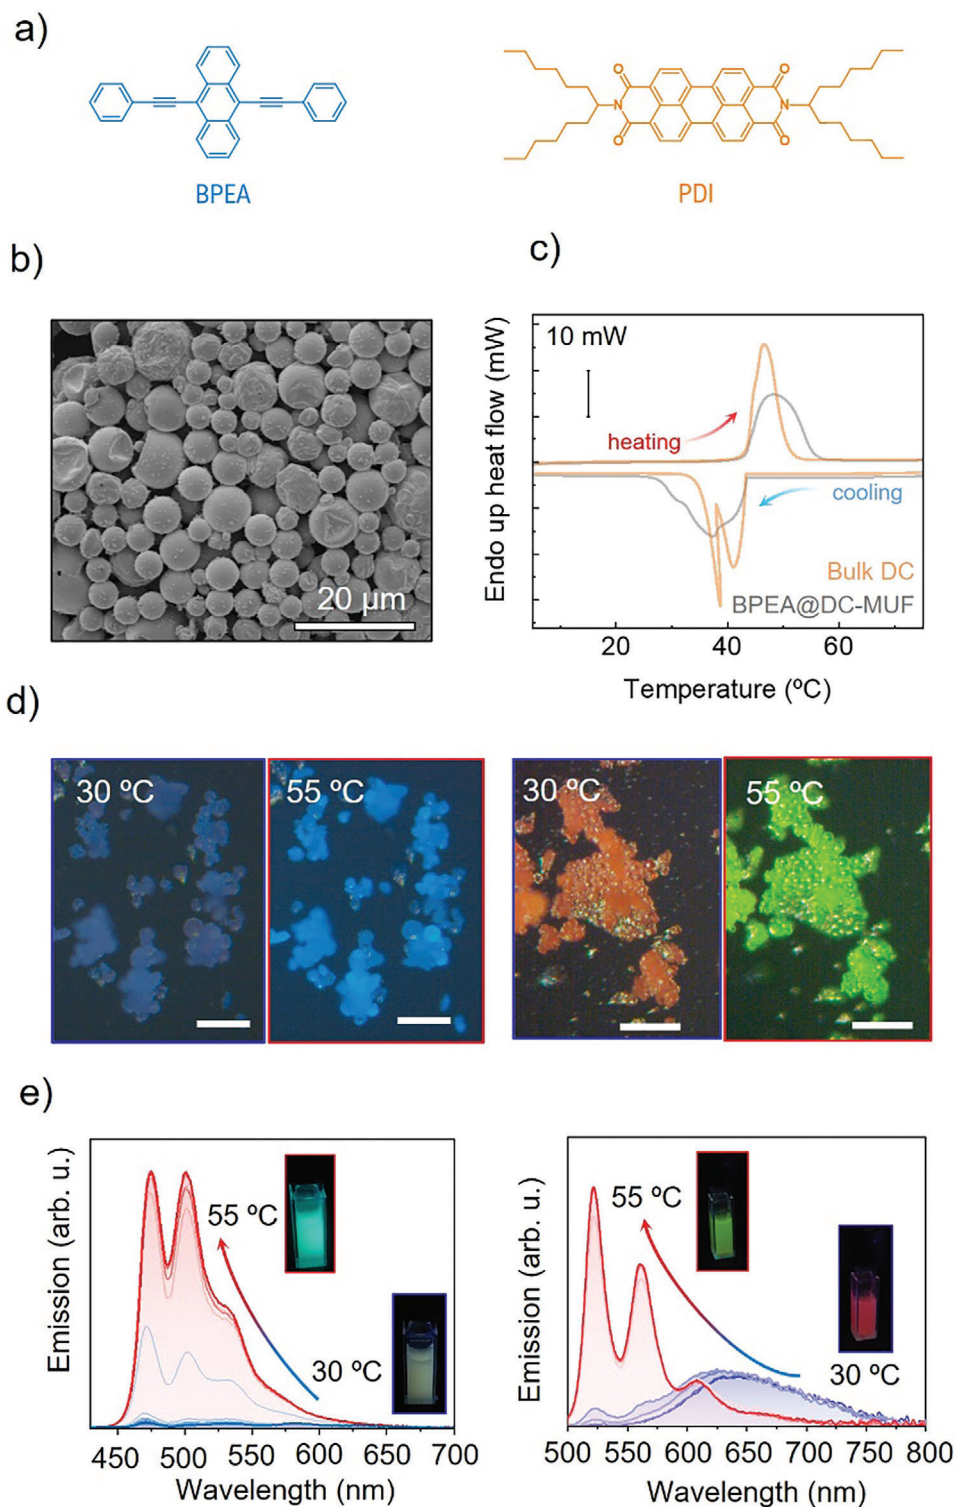 a)
O
O
N
N
O
O
BPEA
PDI
b)
c)
20 µm
Endo up heat flow (mW)
10 mW
heating
cooling
Bulk DC
BPEA@DC-MUF
20
40
60
Temperature (ºC)
d)
30 ºC
55 ºC
30 ºC
55 ºC
e)
Emission (arb. u.)
55 ºC
30 ºC
450 500 550 600 650 700
Wavelength (nm)
Emission (arb. u.)
55 ºC
30 ºC
500 550 600 650 700 750 800
Wavelength (nm)